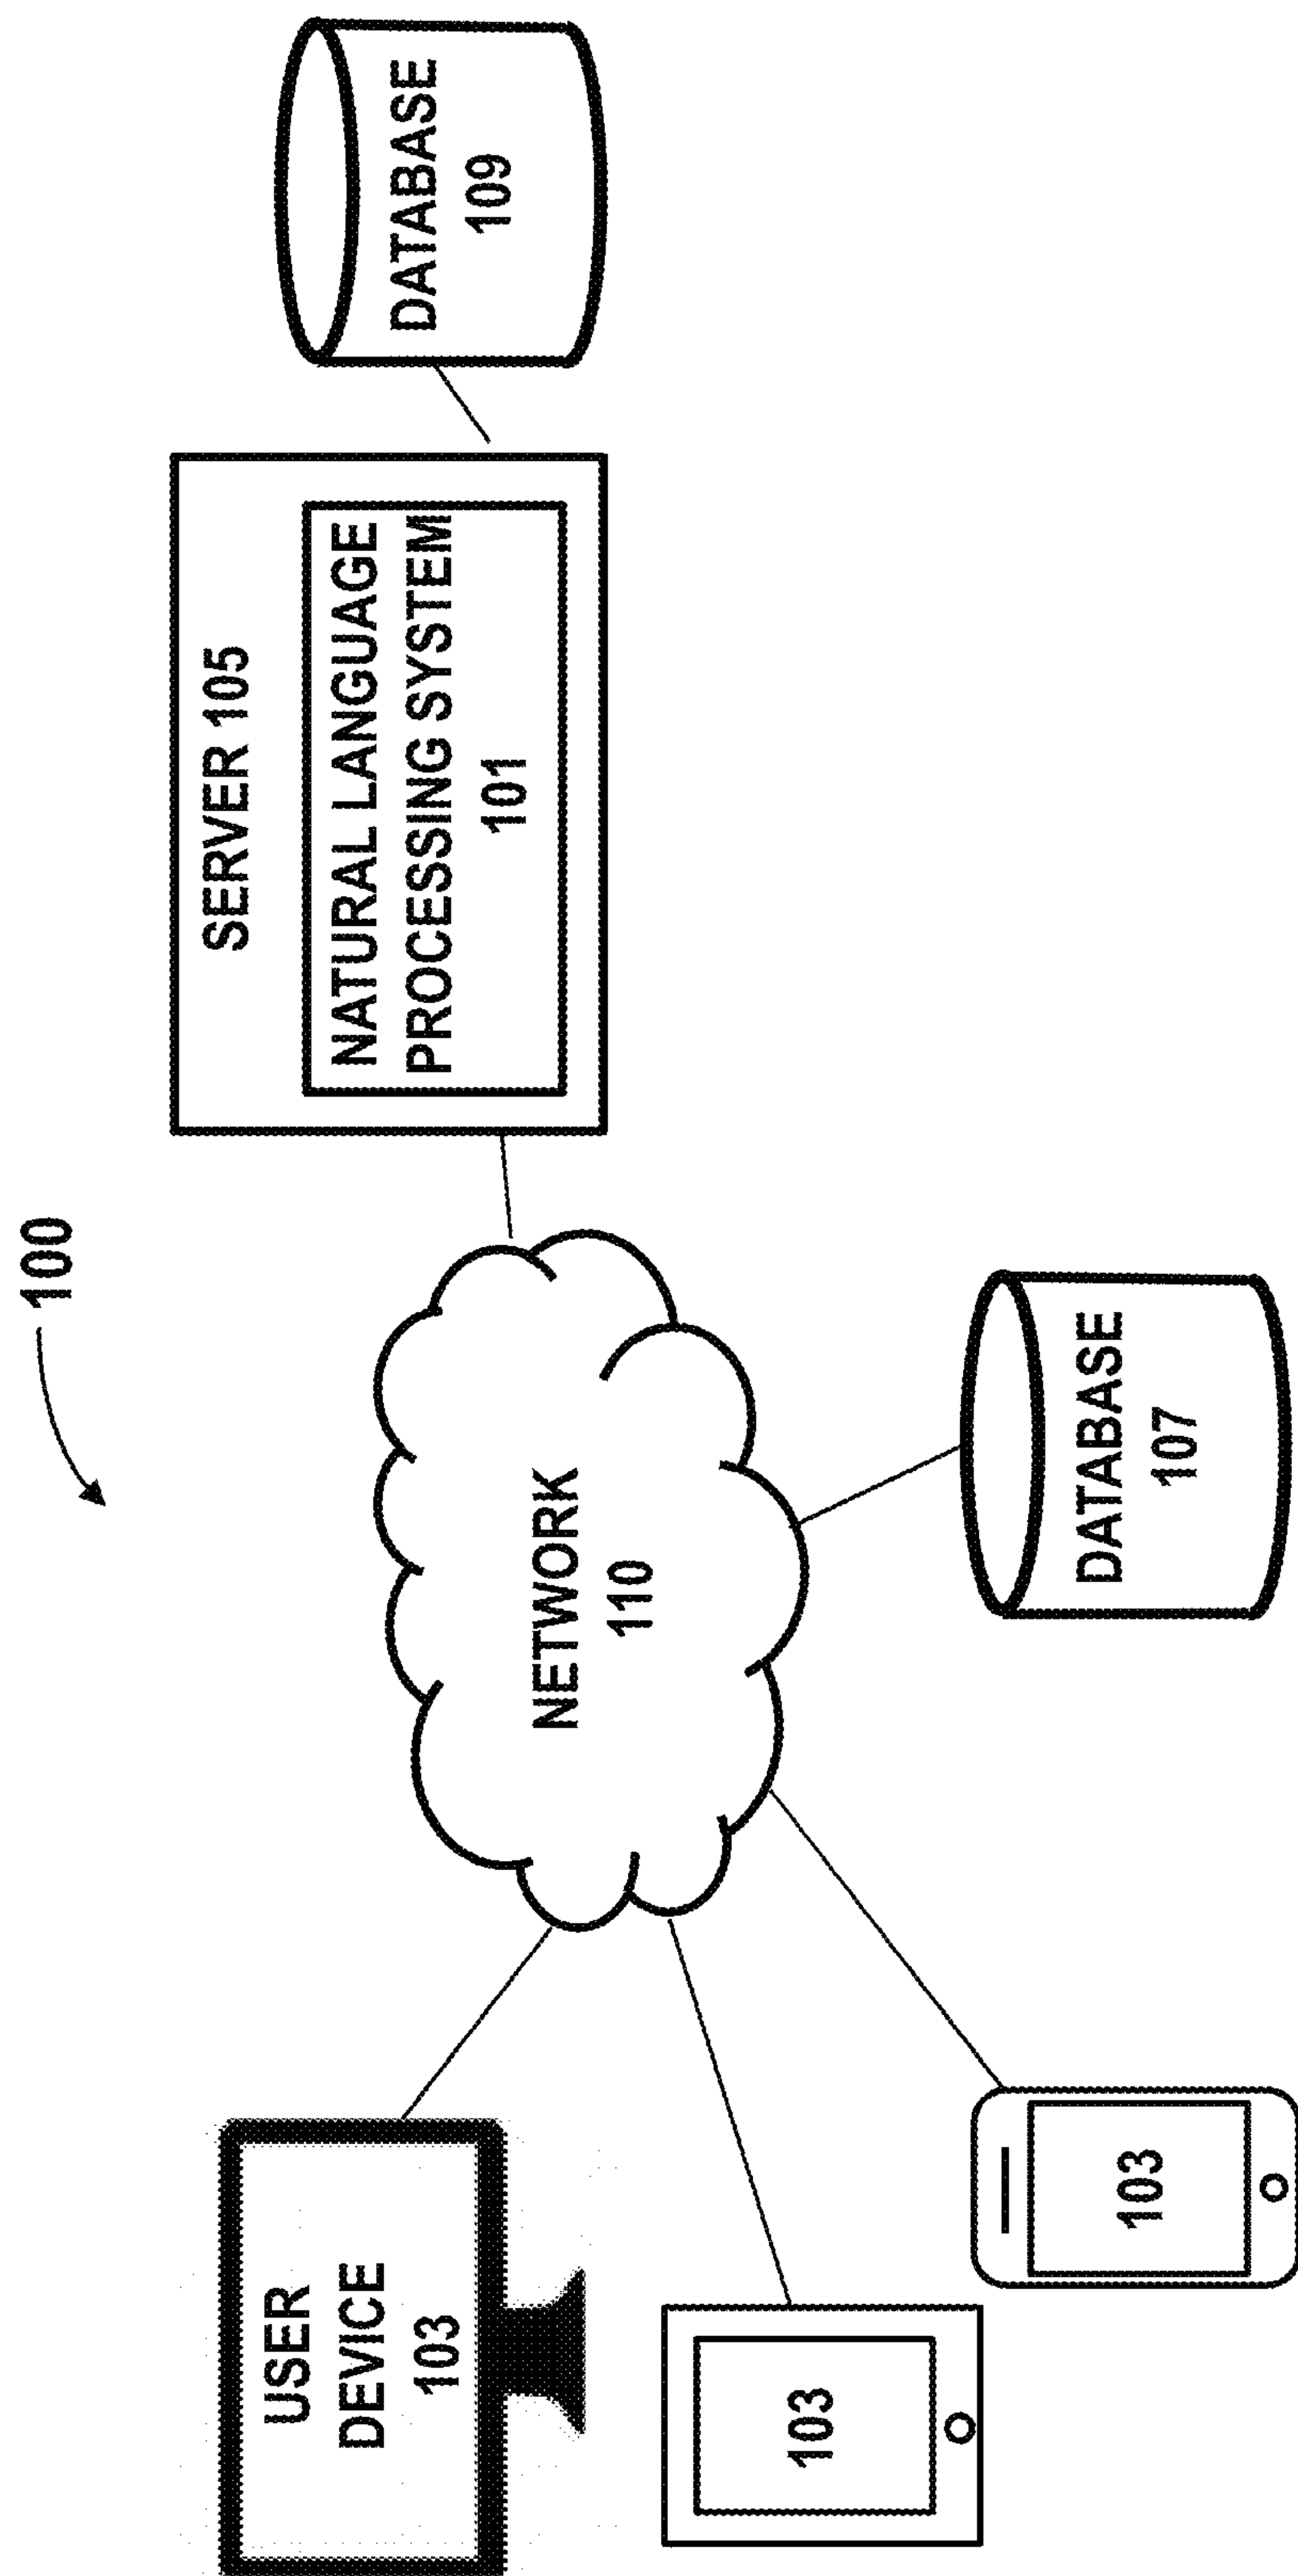 100
USER
DEVICE
103
103
103
NETWORK
110
DATABASE
107
SERVER 105
NATURAL LANGUAGE
PROCESSING SYSTEM
101
DATABASE
109